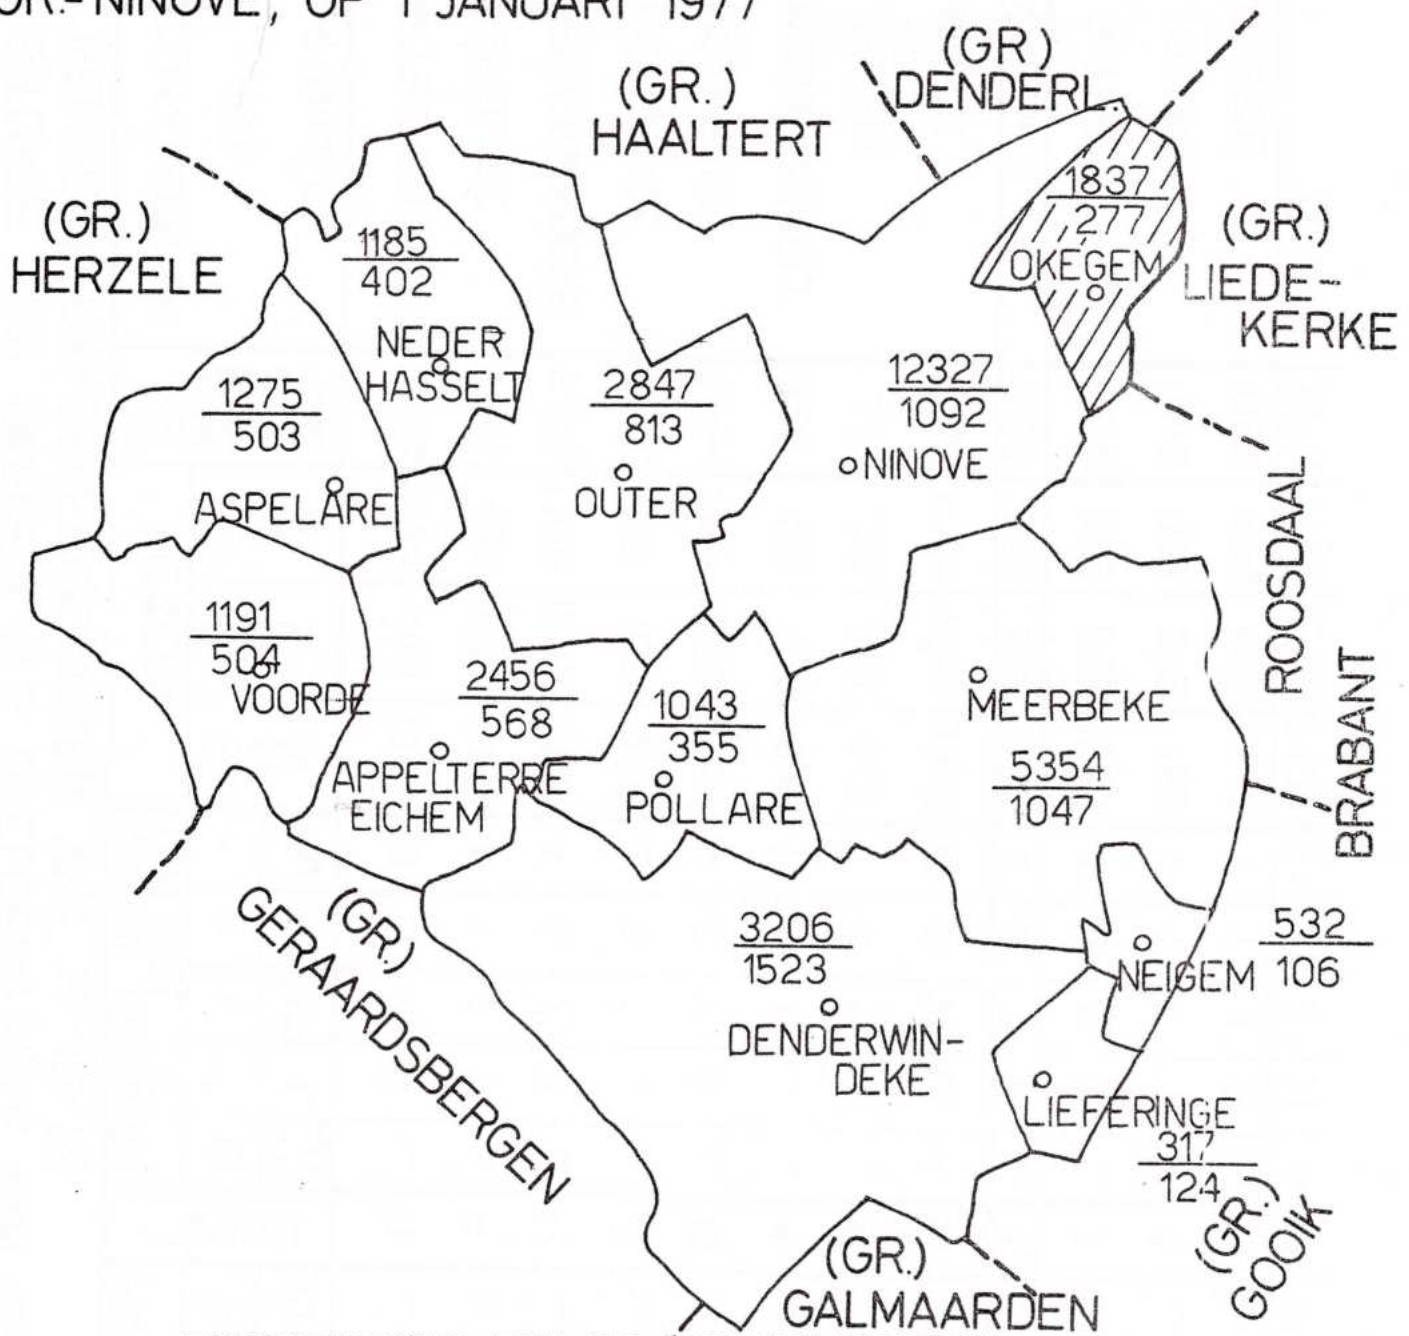 GR.-NINOVE, OP 1 JANUARI 1977
(GR.)
HAALTERT
(GR)
DENDERL
(GR.)
HERZELE
1185
402
NEDER
HASSELT
1837
277
OKEGEM
(GR.)
LIEDE-
KERKE
1275
503
ASPELARE
2847
813
OUTER
12327
1092
NINOVE
ROOSDAAL
BRABANT
1191
504
VOORDE
2456
568
APPELTERRE
EICHEM
1043
355
POLLARE
MEERBEKE
5354
1047
(GR.)
GERAARDSBERGEN
3206
1523
DENDERWIN-
DEKE
532
106
NEIGEM
LIEFERINGE
317
124
(GR.)
GOOIK
(GR.)
GALMAARDEN